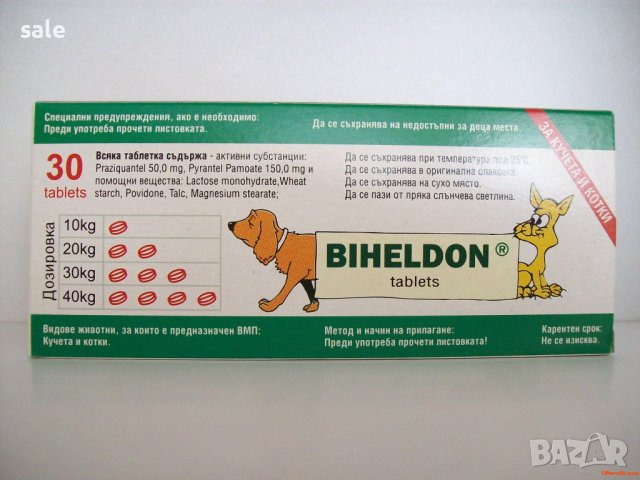 sale
Специални предупреждения, ако е необходимо:
Преди употреба прочети листовката.
Да се съхранява на недостъпни за деца места.
ЗА КУЧЕТА И КОТКИ
30
tablets
Всяка таблетка съдържа - активни субстанции:
Praziquantel 50,0 mg, Pyrantel Pamoate 150,0 mg и
помощни вещества: Lactose monohydrate,Wheat
starch, Povidone, Talc, Magnesium stearate;
Да се съхранява при температура под 25°C.
Да се съхранява в оригинална опаковка.
Да се съхранява на сухо място.
Да се пази от пряка слънчева светлина.
Дозировка
10kg
20kg
30kg
40kg
BIHELDON ®
tablets
Видове животни, за които е предназначен ВМП:
Кучета и котки.
Метод и начин на прилагане:
Преди употреба прочети листовката!
Карентен срок:
Не се изисква.
BAZAR